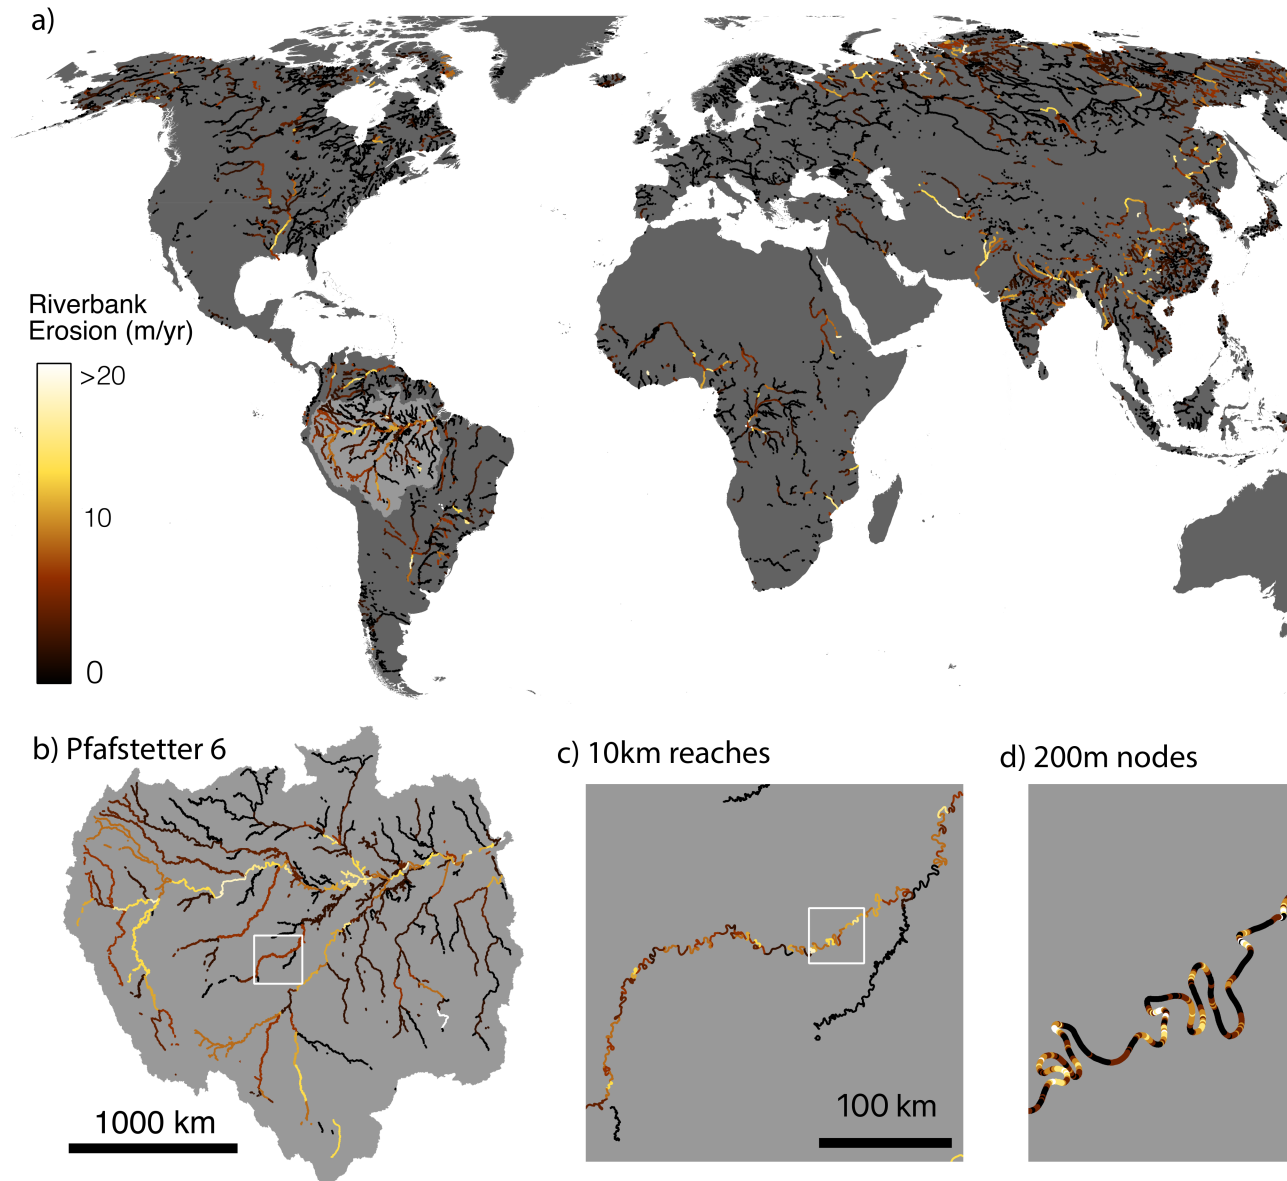 a)
Riverbank
Erosion (m/yr)
>20
10
0
b) Pfafstetter 6
1000 km
c) 10km reaches
100 km
d) 200m nodes